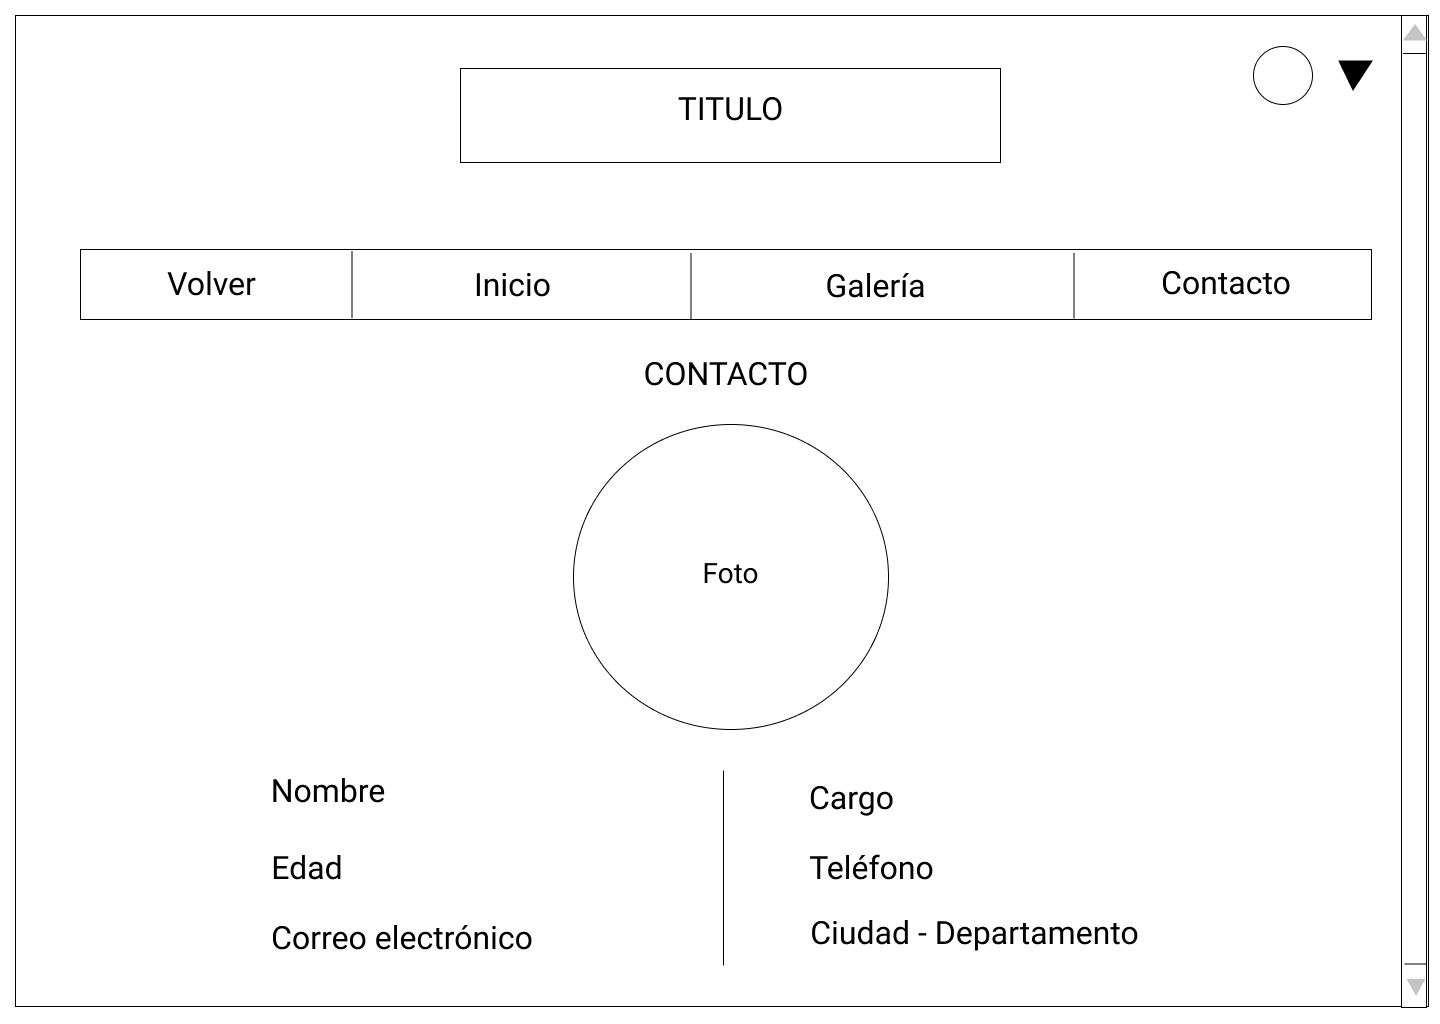 TITULO
Volver
Inicio
Galería
Contacto
CONTACTO
Foto
Nombre
Edad
Correo electrónico
Cargo
Teléfono
Ciudad - Departamento